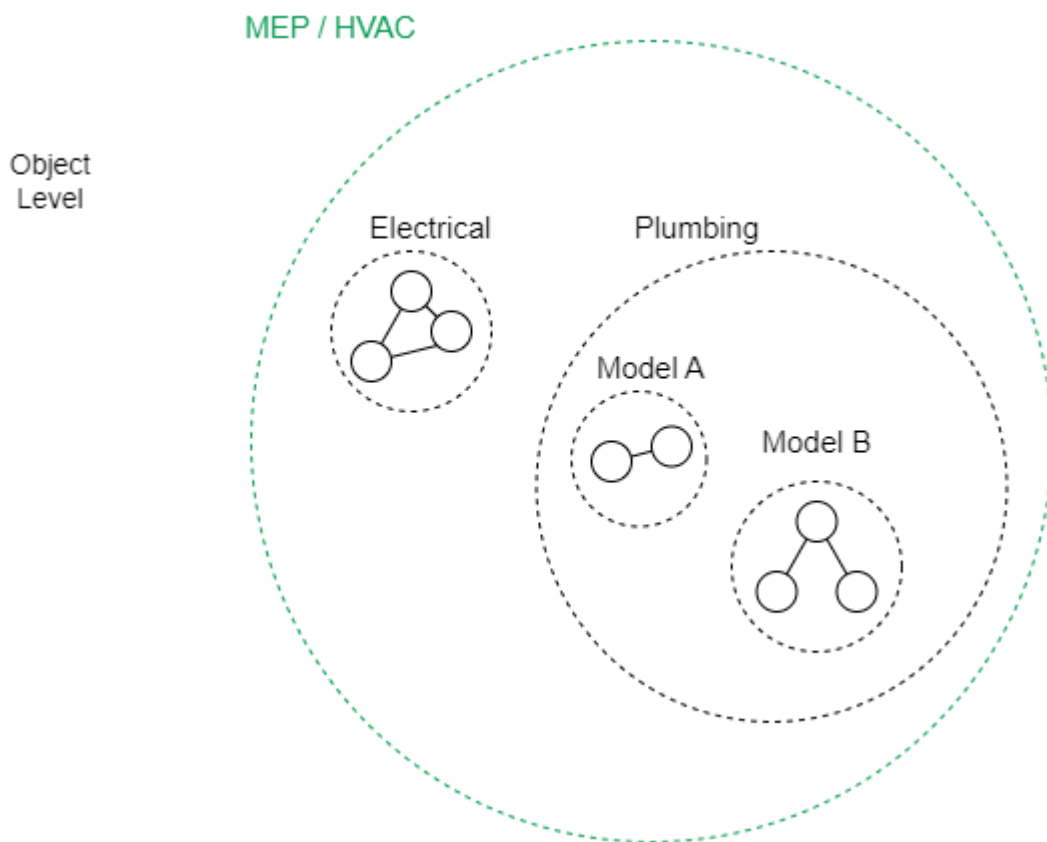 MEP / HVAC
Object
Level
Electrical
Plumbing
Model A
Model B